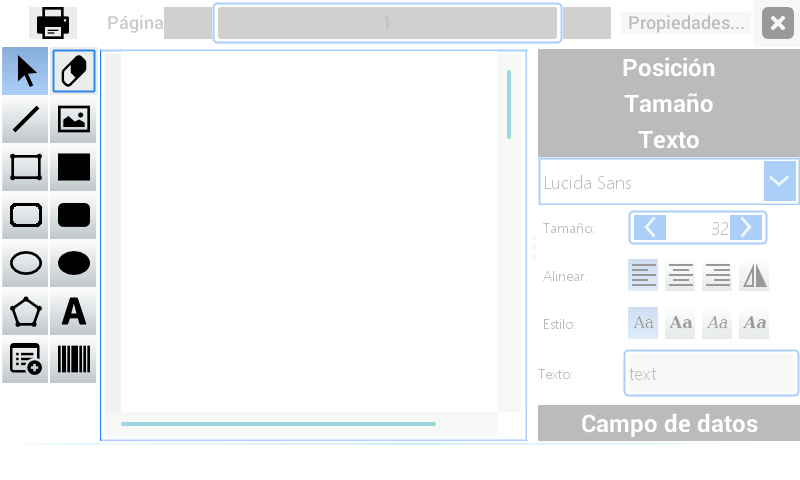 Página
1
Propiedades...
Posición
Tamaño
Texto
Lucida Sans
Tamaño:
32
Alinear:
Estilo:
Aa Aa Aa Aa
Texto:
text
Campo de datos
A